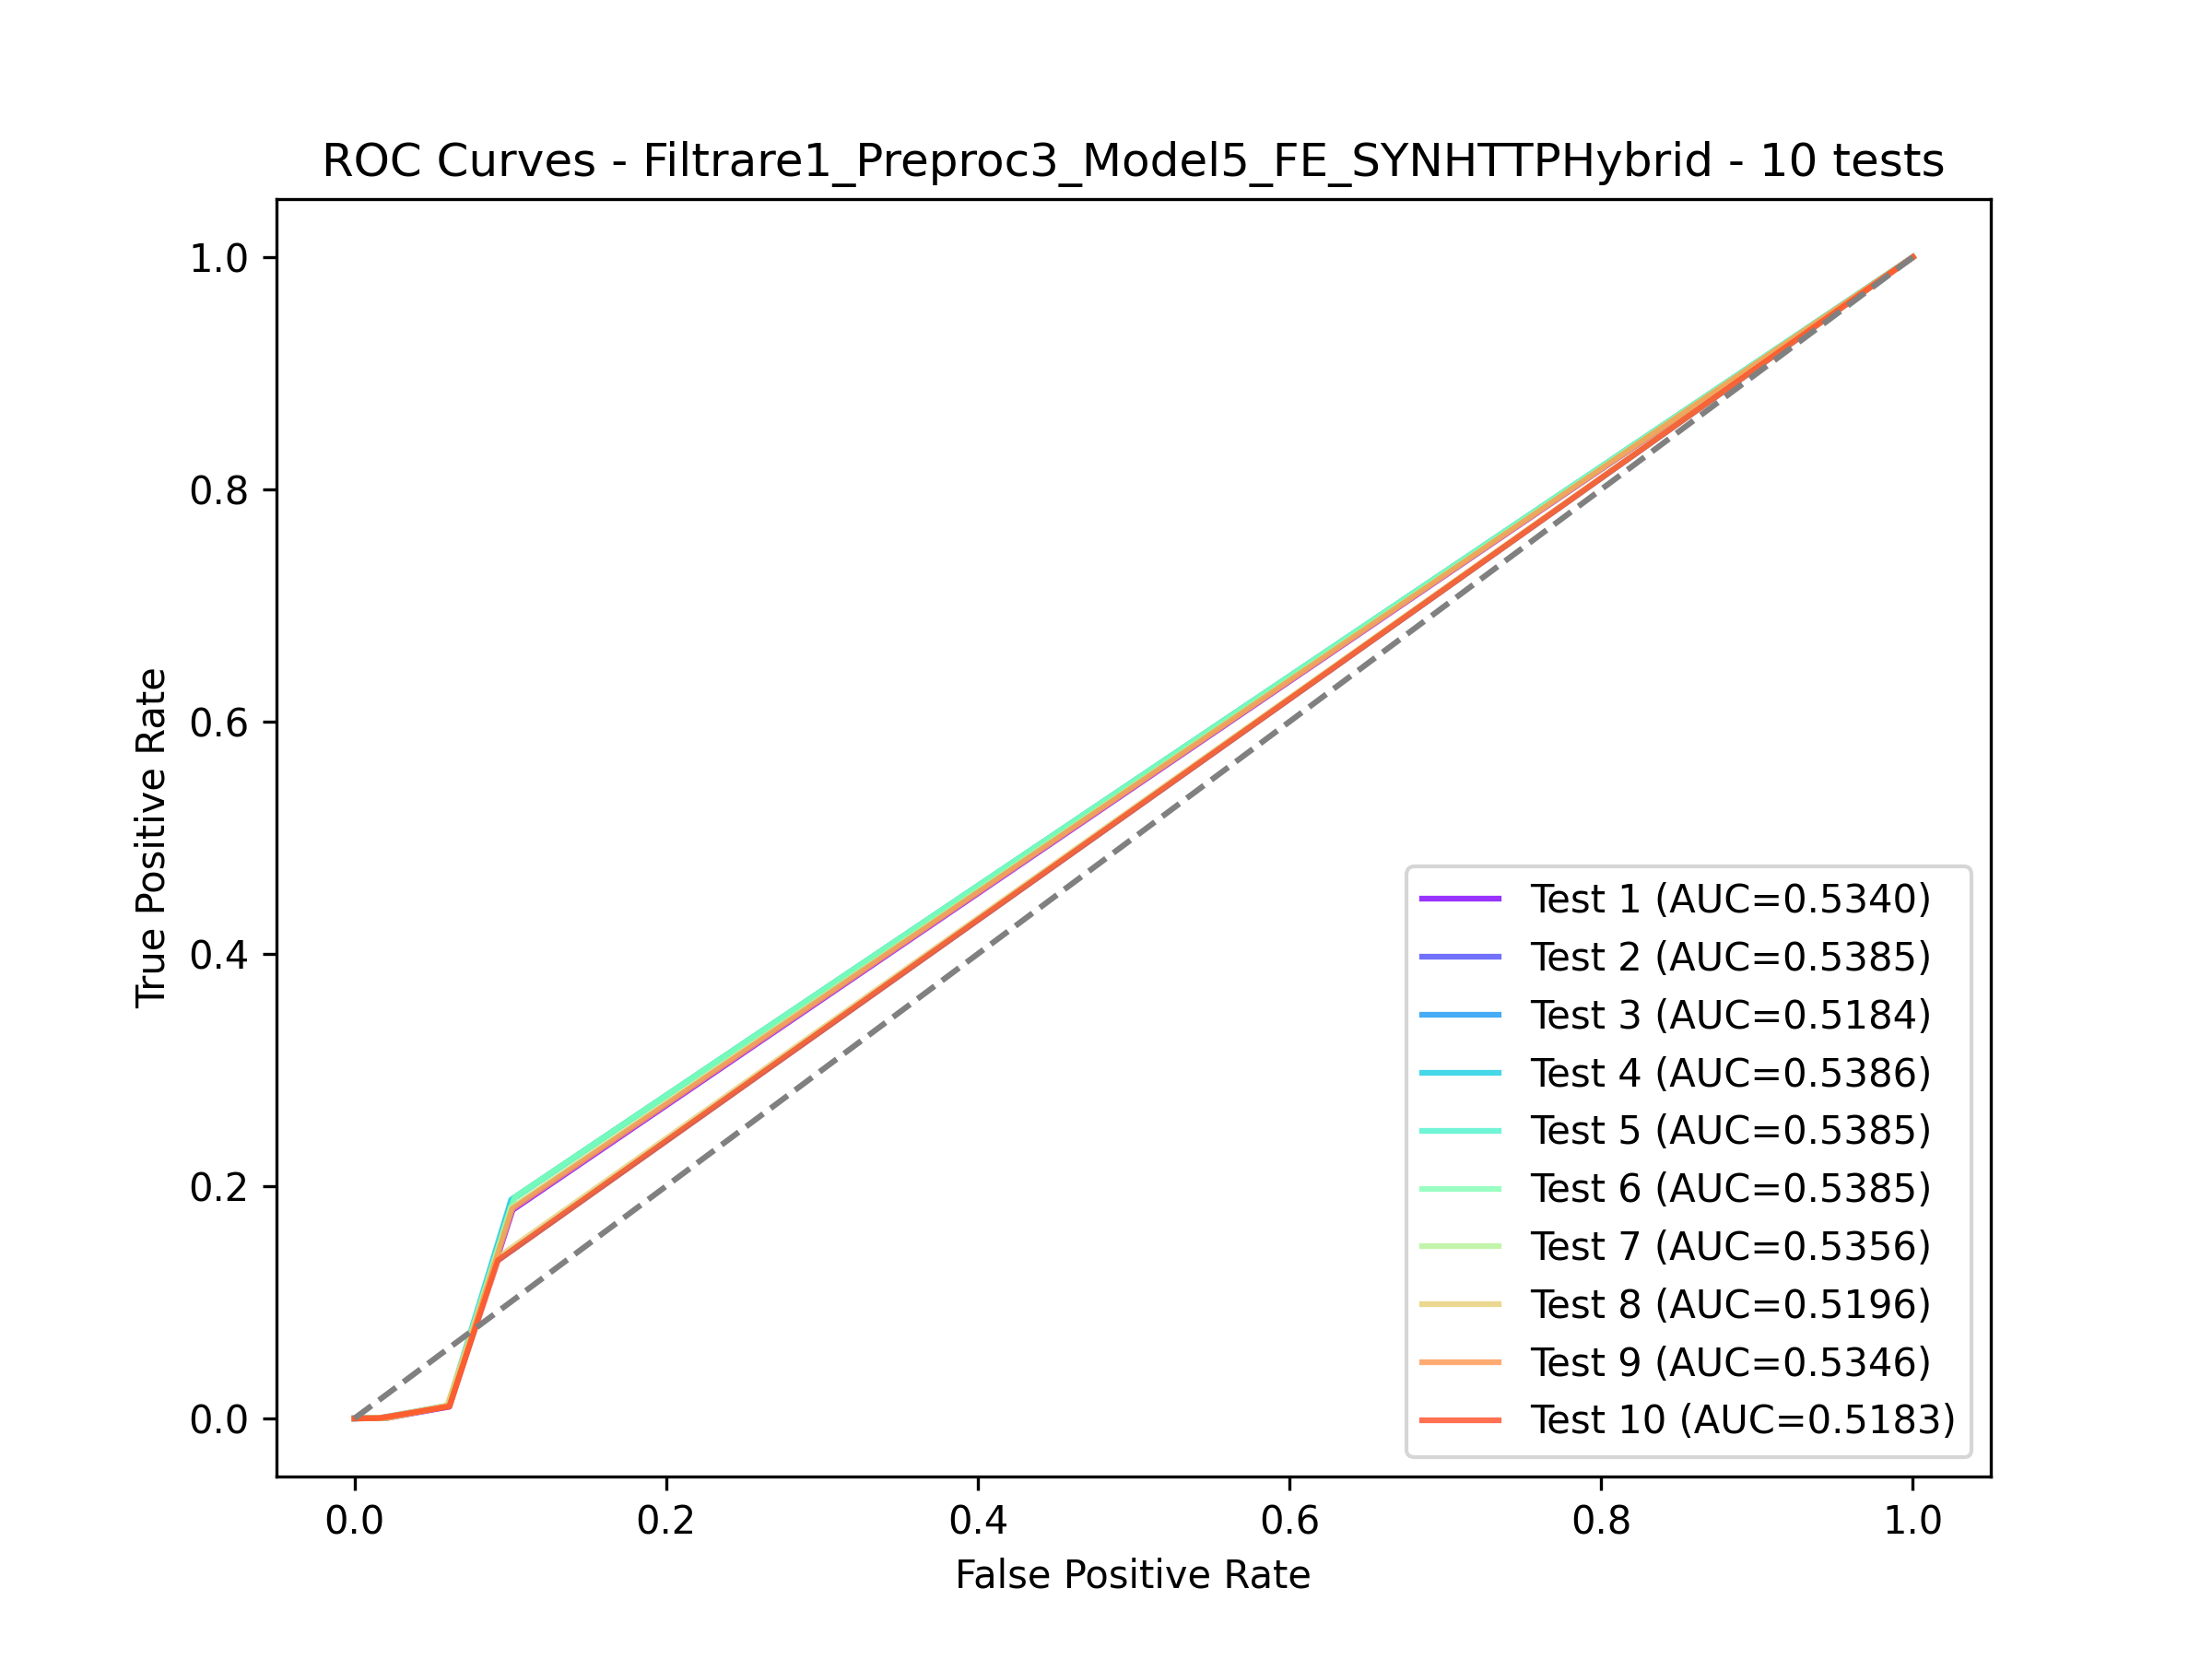 ROC Curves - Filtrare1_Preproc3_Model5_FE_SYNHTTPHybrid - 10 tests
1.0
0.8
0.6
0.4
0.2
0.0
True Positive Rate
Test 1 (AUC=0.5340)
Test 2 (AUC=0.5385)
Test 3 (AUC=0.5184)
Test 4 (AUC=0.5386)
Test 5 (AUC=0.5385)
Test 6 (AUC=0.5385)
Test 7 (AUC=0.5356)
Test 8 (AUC=0.5196)
Test 9 (AUC=0.5346)
Test 10 (AUC=0.5183)
0.0 0.2 0.4 0.6 0.8 1.0
False Positive Rate